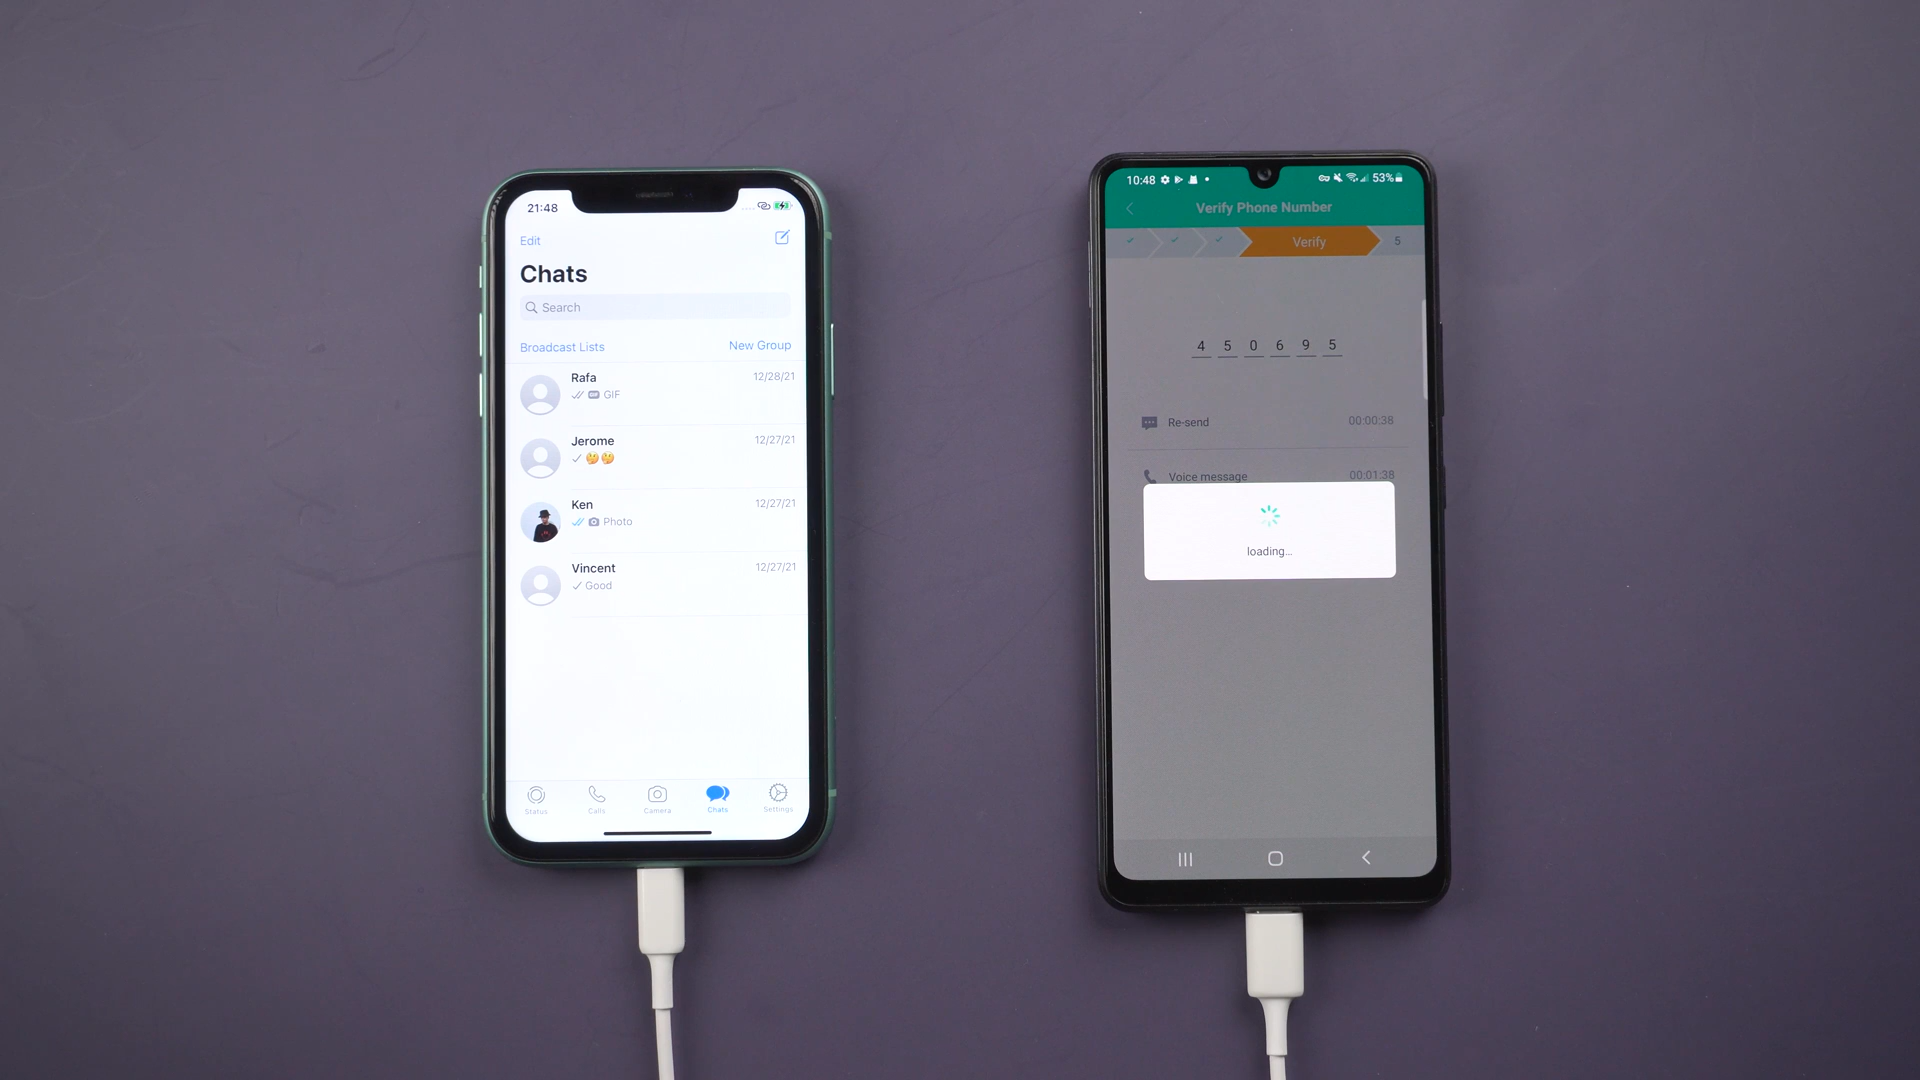 21:48
Edit
Chats
Search
Broadcast Lists New Group
Rafa 12/28/21
GIF GIF
Jerome 12/27/21
Ken 12/27/21
Photo
Vincent 12/27/21
Good
Status Calls Camera Chats Settings
10:48 53%
Verify Phone Number
Verify 5
4 5 0 6 9 5
Re-send 00:00:38
Voice message 00:01:38
loading...